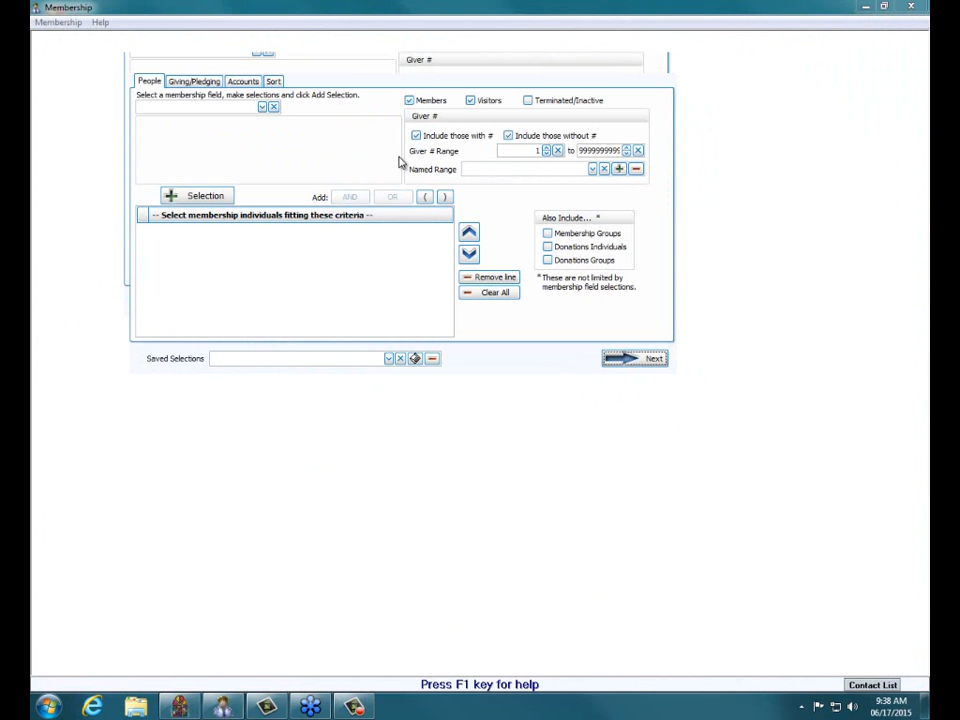 Membership
Membership Help
Giver #
People Giving/Pledging Accounts Sort
Select a membership field, make selections and click Add Selection.
Members Visitors Terminated/Inactive
Giver #
Include those with # Include those without #
Giver # Range 1 to 9999999999
Named Range
Selection Add: AND OR ( )
-- Select membership individuals fitting these criteria --
Also Include... *
Membership Groups
Donations Individuals
Donations Groups
* These are not limited by
membership field selections.
Remove line
Clear All
Saved Selections
Next
Press F1 key for help
Contact List
9:38 AM
06/17/2015